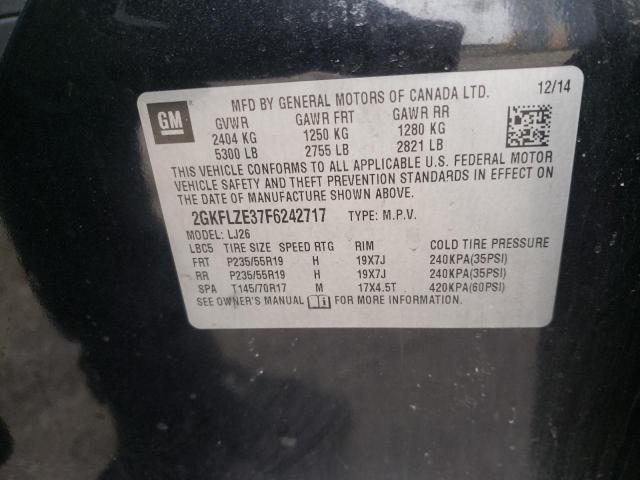 MFD BY GENERAL MOTORS OF CANADA LTD. 12/14
GM
GVWR GAWR FRT GAWR RR
2404 KG 1250 KG 1280 KG
5300 LB 2755 LB 2821 LB
THIS VEHICLE CONFORMS TO ALL APPLICABLE U.S. FEDERAL MOTOR
VEHICLE SAFETY AND THEFT PREVENTION STANDARDS IN EFFECT ON
THE DATE OF MANUFACTURE SHOWN ABOVE.
2GKFLZE37F6242717 TYPE: M.P.V.
MODEL: LJ26
LBC5 TIRE SIZE SPEED RTG RIM COLD TIRE PRESSURE
FRT P235/55R19 H 19X7J 240KPA(35PSI)
RR P235/55R19 H 19X7J 240KPA(35PSI)
SPA T145/70R17 M 17X4.5T 420KPA(60PSI)
SEE OWNER'S MANUAL FOR MORE INFORMATION.